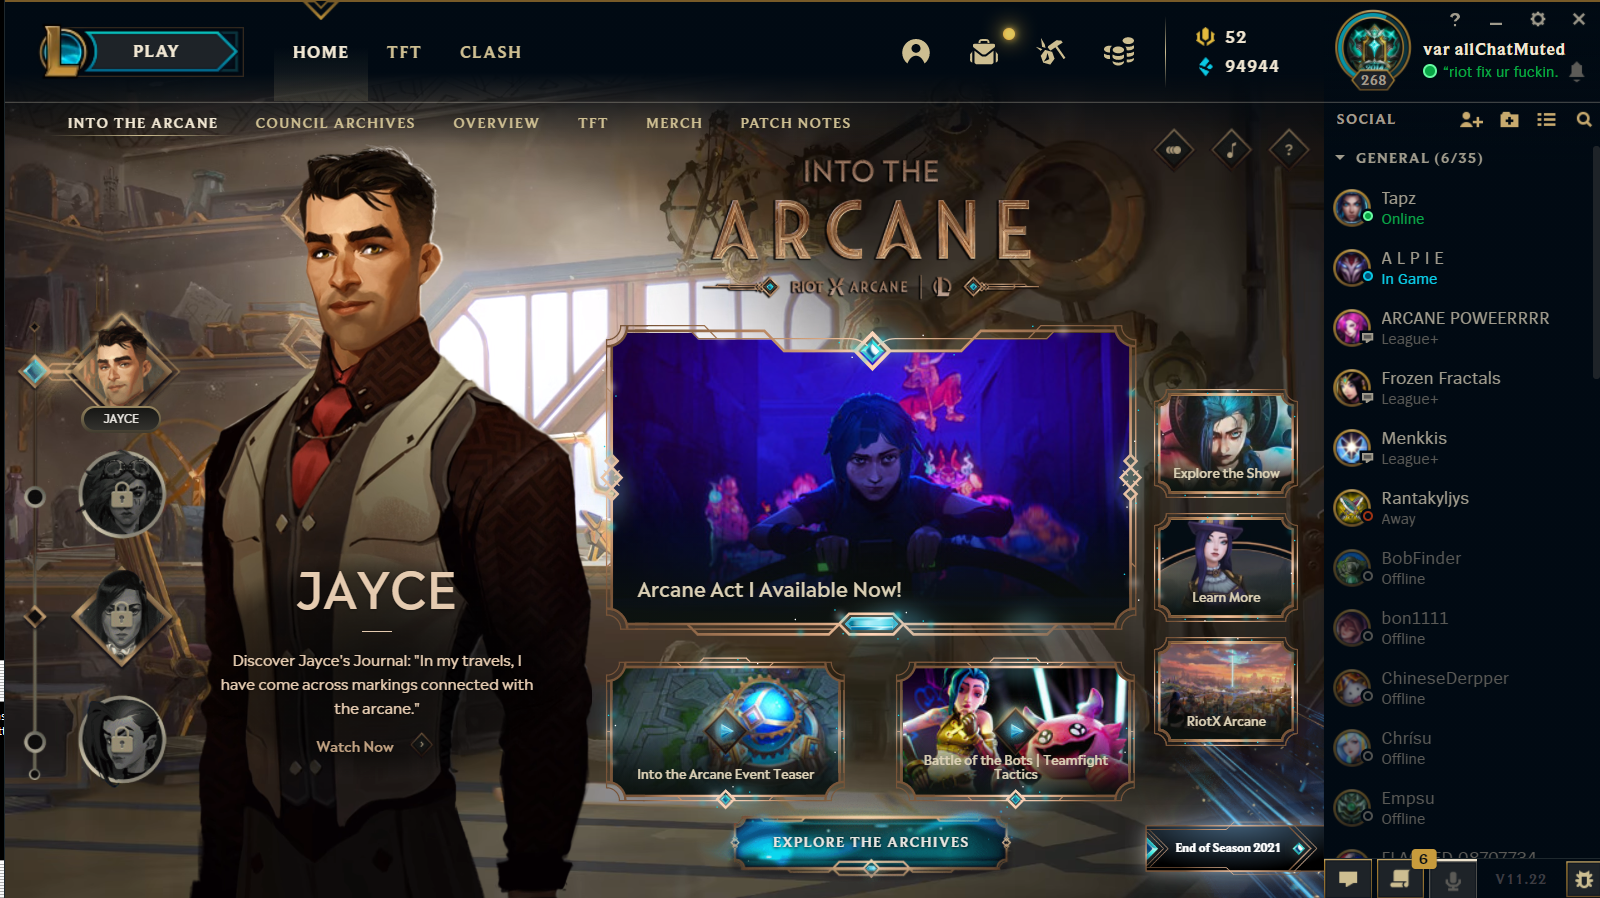 PLAY
HOME
TFT
CLASH
52
94944
268
?
var allChatMuted
"riot fix ur fuckin.
INTO THE ARCANE
COUNCIL ARCHIVES
OVERVIEW
TFT
MERCH
PATCH NOTES
?
INTO THE
ARCANE
RIOT X ARCANE
JAYCE
JAYCE
Discover Jayce's Journal: "In my travels, I
have come across markings connected with
the arcane."
Watch Now
Arcane Act I Available Now!
Into the Arcane Event Teaser
Battle of the Bots | Teamfight
Tactics
Explore the Show
Learn More
RiotX Arcane
EXPLORE THE ARCHIVES
End of Season 2021
SOCIAL
GENERAL (6/35)
Tapz
Online
A L P I E
In Game
ARCANE POWEERRRR
League+
Frozen Fractals
League+
Menkkis
League+
Rantakyljys
Away
BobFinder
Offline
bon1111
Offline
ChineseDerpper
Offline
Chrísu
Offline
Empsu
Offline
6
V11.22